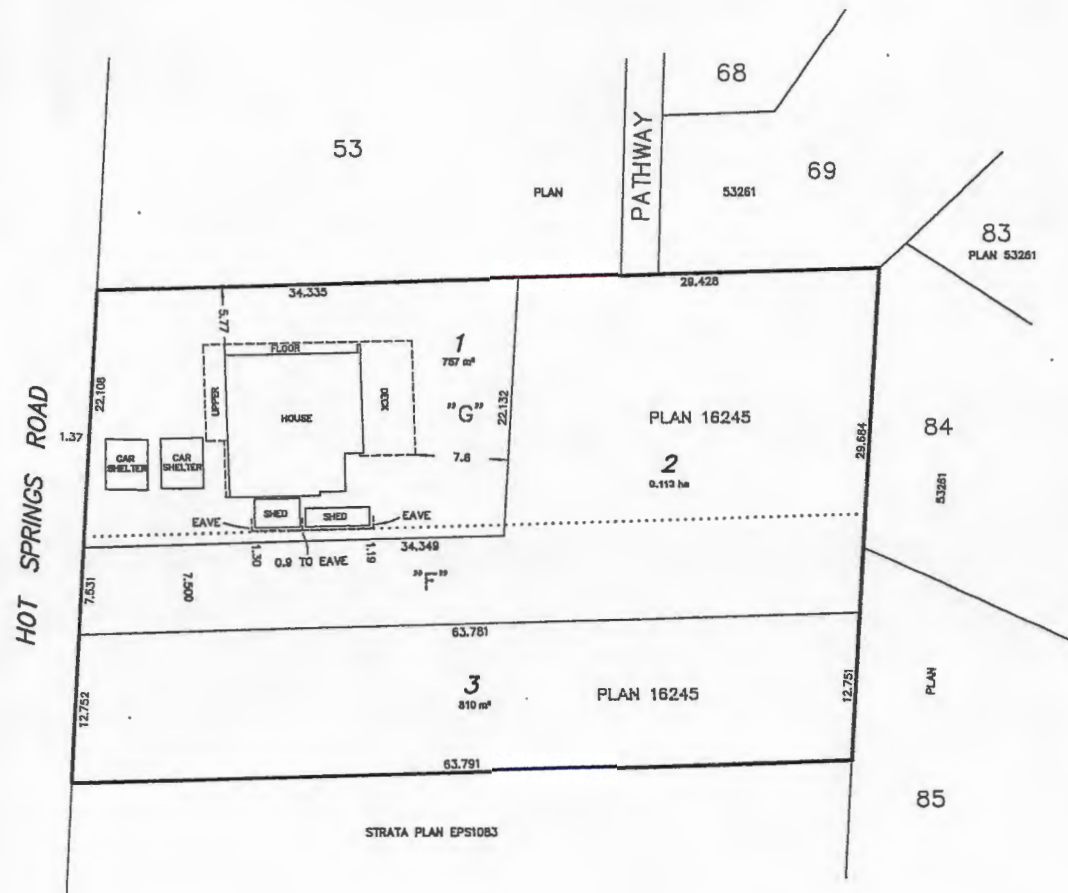 68
53
PATHWAY
69
PLAN
53261
83
PLAN 53261
34.335
29.428
5.77
1
757 m²
FLOOR
UPPER
DECK
HOUSE
"G"
22.108
22.132
PLAN 16245
2
0.113 ha
29.684
84
53261
HOT SPRINGS ROAD
1.37
7.6
CAR
SHELTER
CAR
SHELTER
SHED
SHED
EAVE
EAVE
1.30
0.9 TO EAVE
1.19
34.349
"F"
7.531
7.500
63.781
3
810 m²
PLAN 16245
12.752
12.751
PLAN
63.791
85
STRATA PLAN EPS1083